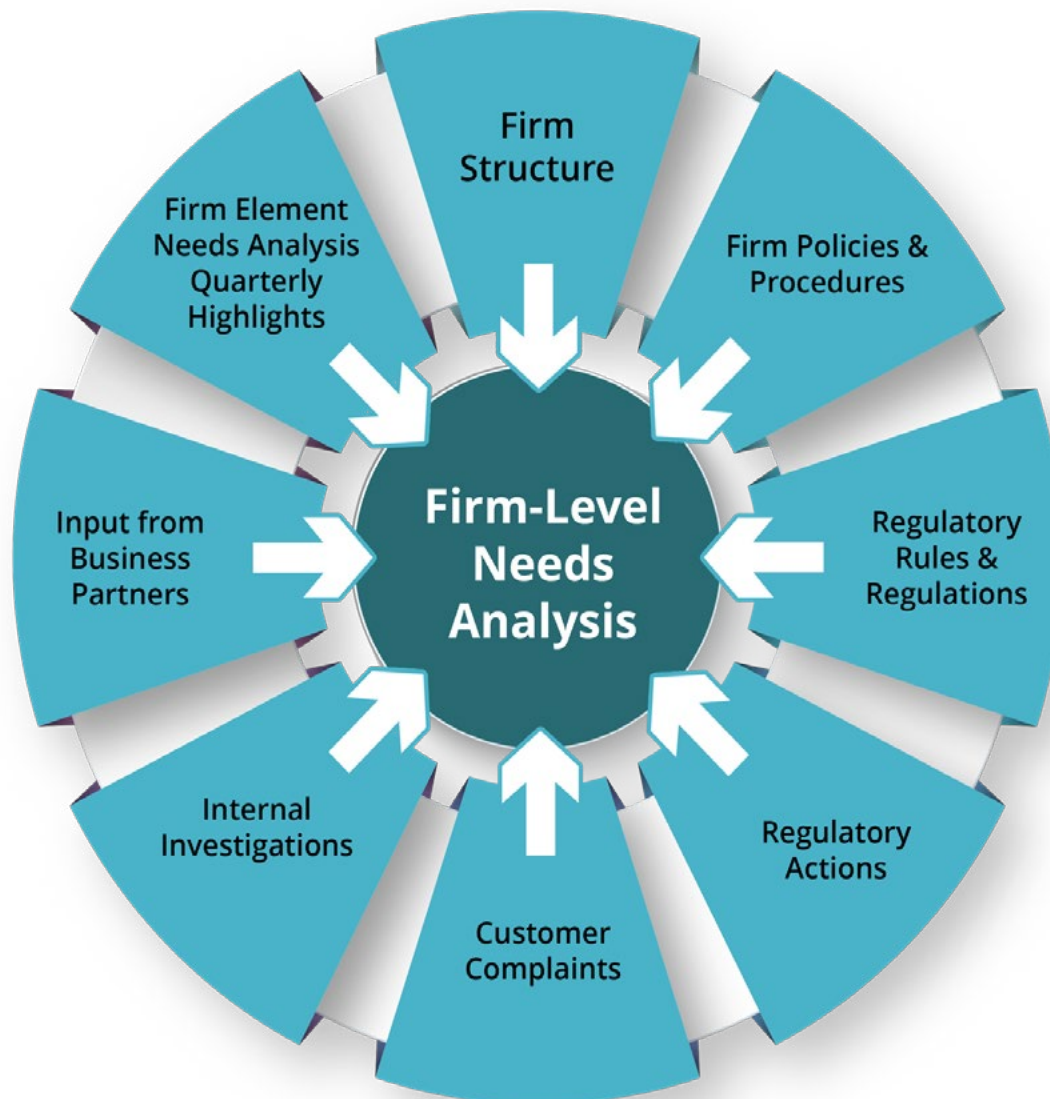 Firm
Structure
Firm Policies &
Procedures
Regulatory
Rules &
Regulations
Regulatory
Actions
Customer
Complaints
Internal
Investigations
Input from
Business
Partners
Firm Element
Needs Analysis
Quarterly
Highlights
Firm-Level
Needs
Analysis